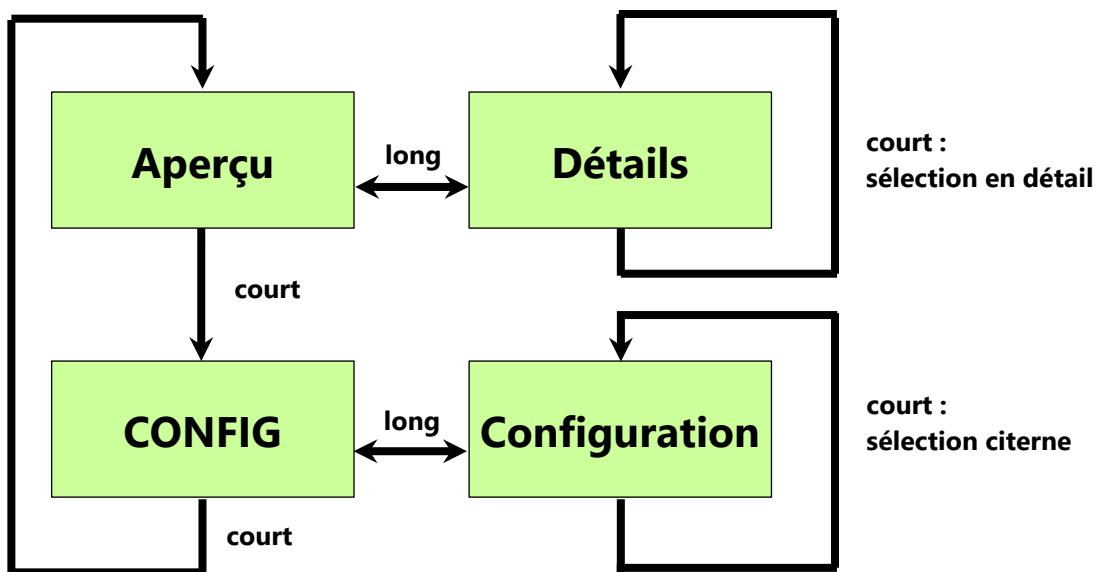 Aperçu
long
Détails
court :
sélection en détail
court
CONFIG
long
Configuration
court :
sélection citerne
court